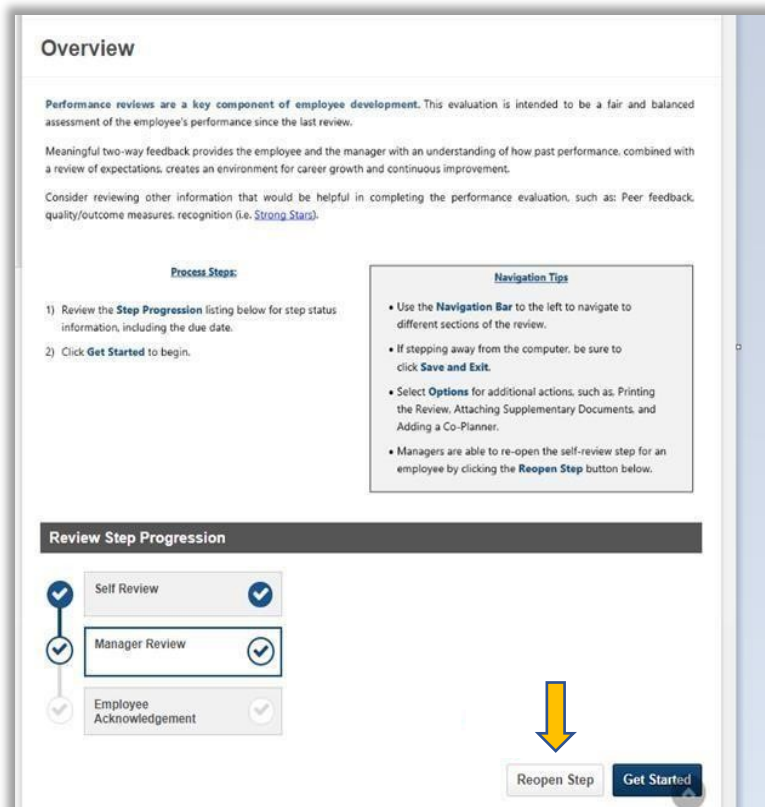 Overview
Performance reviews are a key component of employee development. This evaluation is intended to be a fair and balanced
assessment of the employee's performance since the last review.
Meaningful two-way feedback provides the employee and the manager with an understanding of how past performance, combined with
a review of expectations, creates an environment for career growth and continuous improvement.
Consider reviewing other information that would be helpful in completing the performance evaluation, such as: Peer feedback,
quality/outcome measures, recognition (i.e. Strong Stars).
Process Steps:
1) Review the Step Progression listing below for step status
information, including the due date.
2) Click Get Started to begin.
Navigation Tips
• Use the Navigation Bar to the left to navigate to
different sections of the review.
• If stepping away from the computer, be sure to
click Save and Exit.
• Select Options for additional actions, such as, Printing
the Review, Attaching Supplementary Documents, and
Adding a Co-Planner.
• Managers are able to re-open the self-review step for an
employee by clicking the Reopen Step button below.
Review Step Progression
Self Review
Manager Review
Employee
Acknowledgement
Reopen Step
Get Started